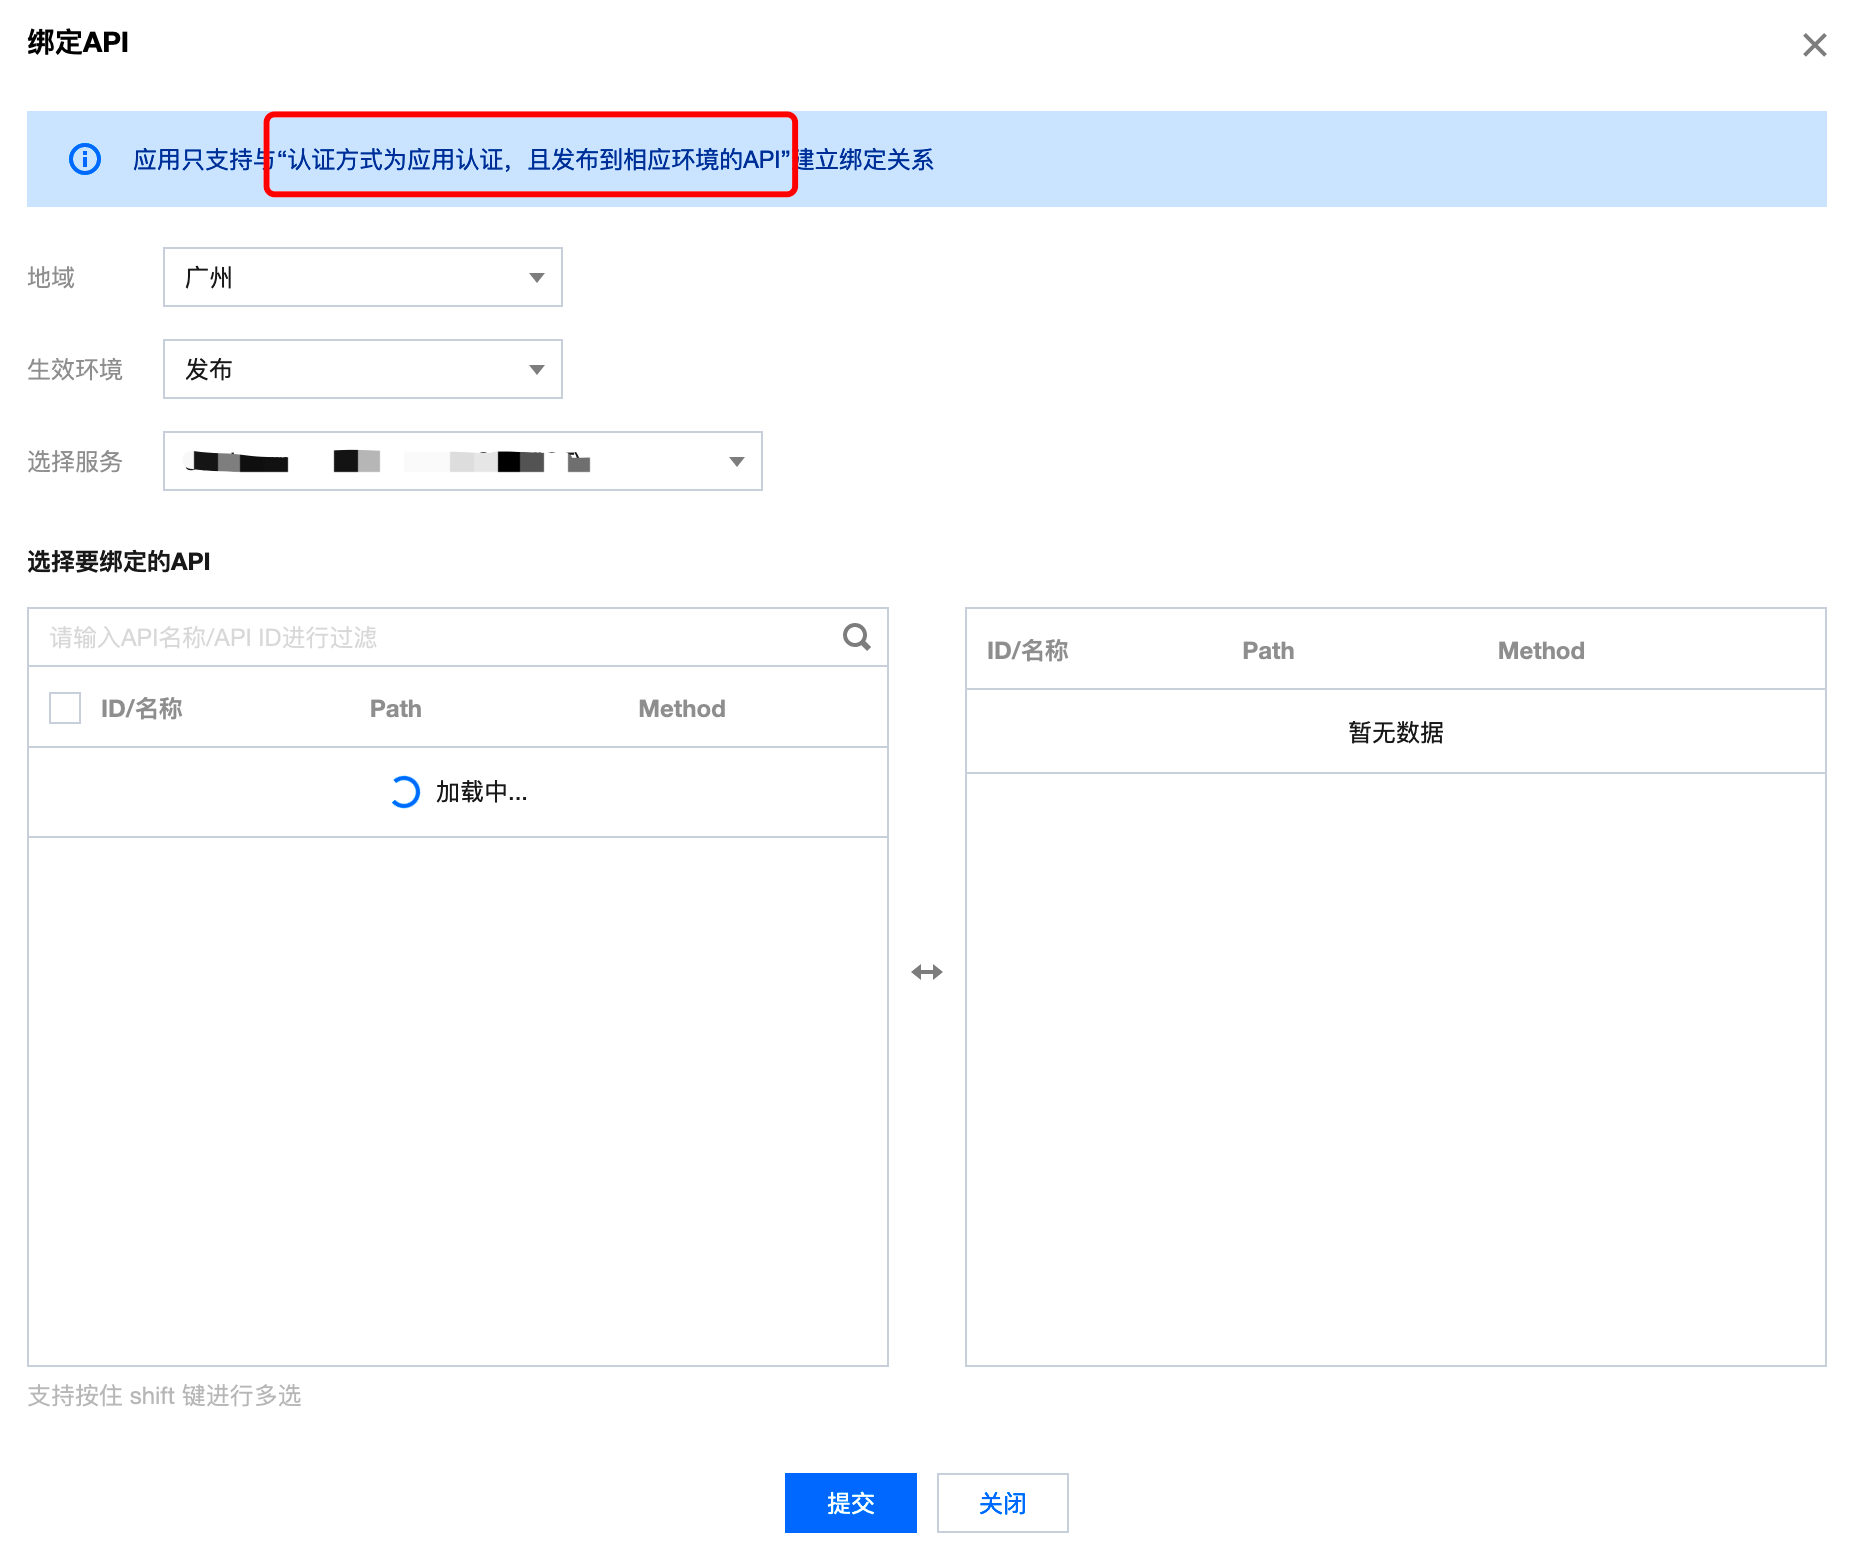 绑定API
应用只支持与“认证方式为应用认证，且发布到相应环境的API”建立绑定关系
地域
广州
生效环境
发布
选择服务
选择要绑定的API
请输入API名称/API ID进行过滤
ID/名称 Path Method
加载中...
ID/名称 Path Method
暂无数据
支持按住 shift 键进行多选
提交 关闭